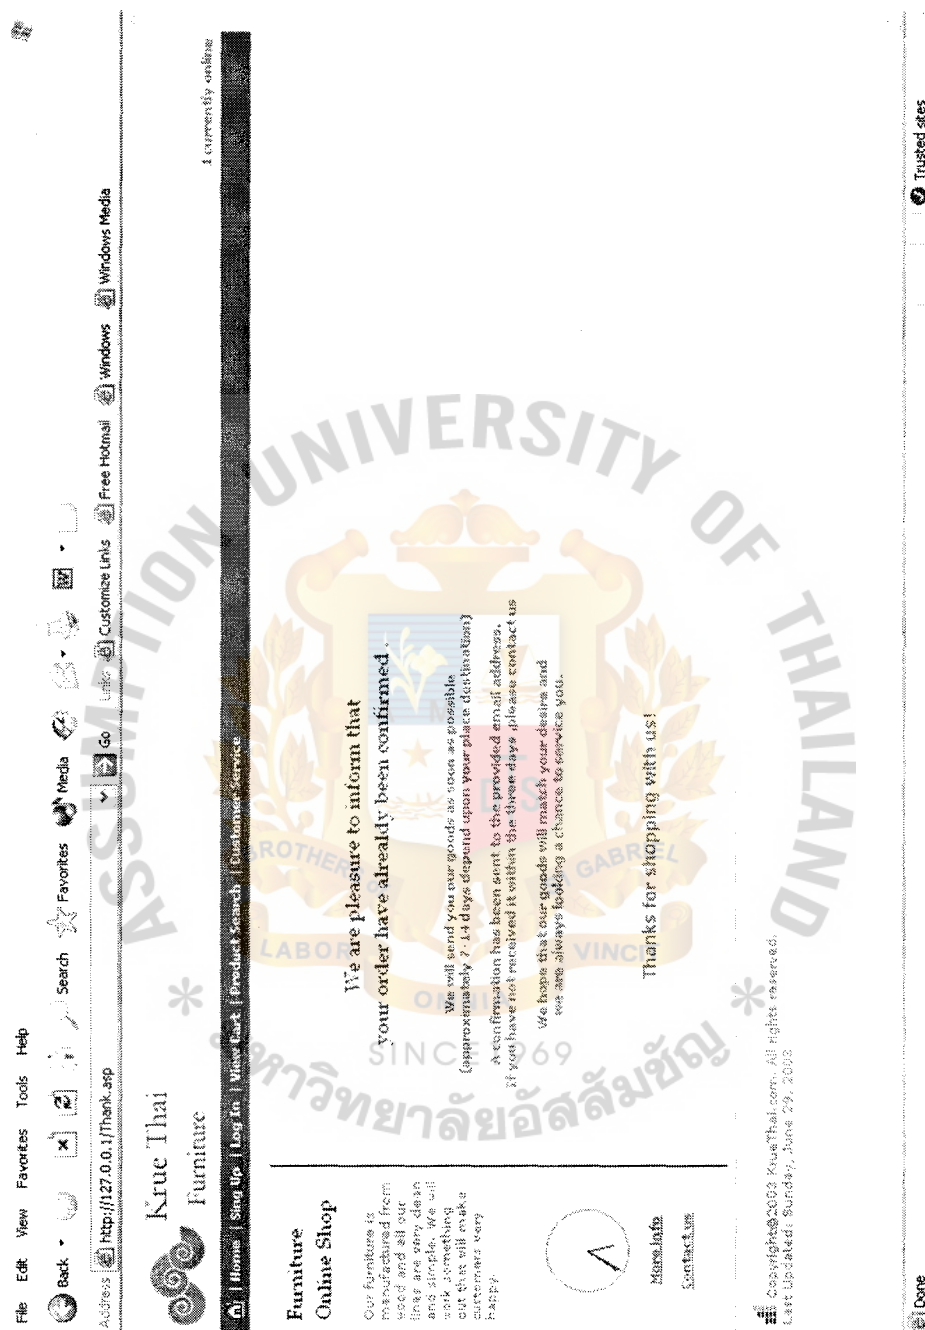 File Edit View Favorites Tools Help
Back Search Favorites Media
Address http://127.0.0.1/Thank.asp Go Links Customize Links Free Hotmail Windows Windows Media
Krue Thai
Furniture
1 currently online
| Home | Sing Up | Log In | View Cart | Product Search | Customer Service
Furniture
Online Shop
Our furniture is
manufactured from
wood and all our
lines are very clean
and simple. We will
work something
out that will make
customers very
happy.
More info
Contact us
We are pleasure to inform that
your order have already been confirmed .
We will send you our goods as soon as possible
(approximately 7-14 days depend upon your place destination)
A confirmation has been sent to the provided email address.
If you have not received it within the three days ,please contact us
We hope that our goods will match your desire and
we are always looking a chance to service you.
Thanks for shopping with us!
Copyright©2003 KrueThai.com. All rights reserved.
Last Updated: Sunday, June 29, 2003
Done Trusted sites
ASSUMPTION UNIVERSITY OF THAILAND
BROTHERS OF ST GABRIEL
LABOR OMNIA VINCIT
SINCE 1969
มหาวิทยาลัยอัสสัมชัญ